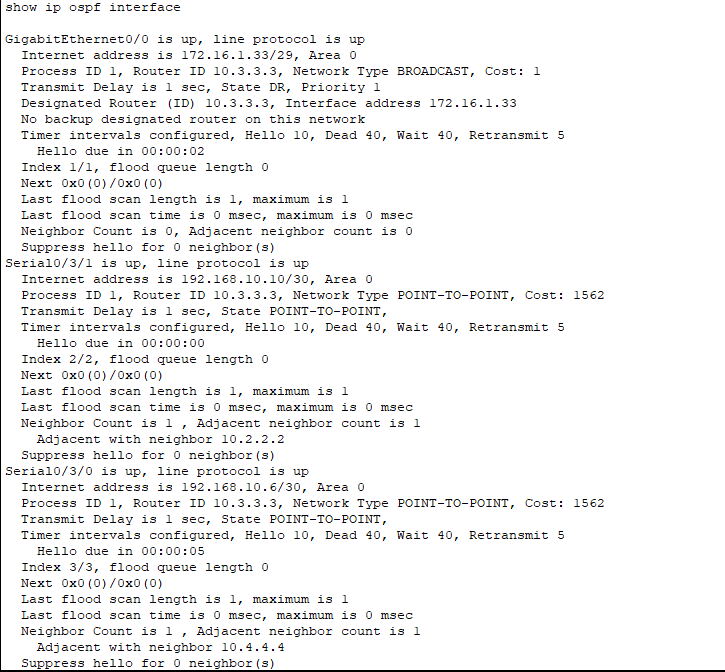 show ip ospf interface
GigabitEthernet0/0 is up, line protocol is up
Internet address is 172.16.1.33/29, Area 0
Process ID 1, Router ID 10.3.3.3, Network Type BROADCAST, Cost: 1
Transmit Delay is 1 sec, State DR, Priority 1
Designated Router (ID) 10.3.3.3, Interface address 172.16.1.33
No backup designated router on this network
Timer intervals configured, Hello 10, Dead 40, Wait 40, Retransmit 5
Hello due in 00:00:02
Index 1/1, flood queue length 0
Next 0x0(0)/0x0(0)
Last flood scan length is 1, maximum is 1
Last flood scan time is 0 msec, maximum is 0 msec
Neighbor Count is 0, Adjacent neighbor count is 0
Suppress hello for 0 neighbor(s)
Serial0/3/1 is up, line protocol is up
Internet address is 192.168.10.10/30, Area 0
Process ID 1, Router ID 10.3.3.3, Network Type POINT-TO-POINT, Cost: 1562
Transmit Delay is 1 sec, State POINT-TO-POINT,
Timer intervals configured, Hello 10, Dead 40, Wait 40, Retransmit 5
Hello due in 00:00:00
Index 2/2, flood queue length 0
Next 0x0(0)/0x0(0)
Last flood scan length is 1, maximum is 1
Last flood scan time is 0 msec, maximum is 0 msec
Neighbor Count is 1 , Adjacent neighbor count is 1
Adjacent with neighbor 10.2.2.2
Suppress hello for 0 neighbor(s)
Serial0/3/0 is up, line protocol is up
Internet address is 192.168.10.6/30, Area 0
Process ID 1, Router ID 10.3.3.3, Network Type POINT-TO-POINT, Cost: 1562
Transmit Delay is 1 sec, State POINT-TO-POINT,
Timer intervals configured, Hello 10, Dead 40, Wait 40, Retransmit 5
Hello due in 00:00:05
Index 3/3, flood queue length 0
Next 0x0(0)/0x0(0)
Last flood scan length is 1, maximum is 1
Last flood scan time is 0 msec, maximum is 0 msec
Neighbor Count is 1 , Adjacent neighbor count is 1
Adjacent with neighbor 10.4.4.4
Suppress hello for 0 neighbor(s)